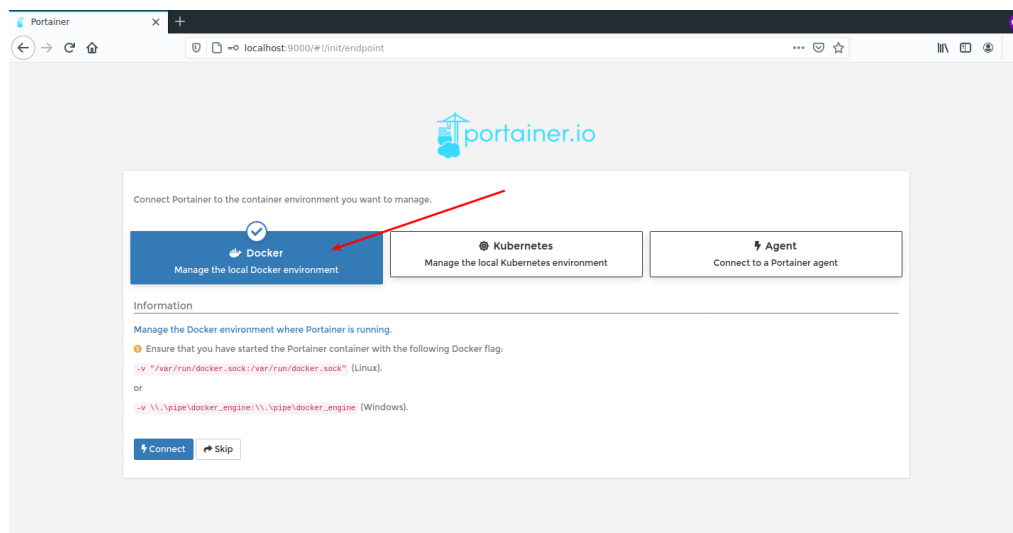 Portainer
localhost:9000/#!/init/endpoint
portainer.io
Connect Portainer to the container environment you want to manage.
Docker
Manage the local Docker environment
Kubernetes
Manage the local Kubernetes environment
Agent
Connect to a Portainer agent
Information
Manage the Docker environment where Portainer is running.
Ensure that you have started the Portainer container with the following Docker flag:
-v "/var/run/docker.sock:/var/run/docker.sock" (Linux).
or
-v \\.\pipe\docker_engine:\\.\pipe\docker_engine (Windows).
Connect Skip